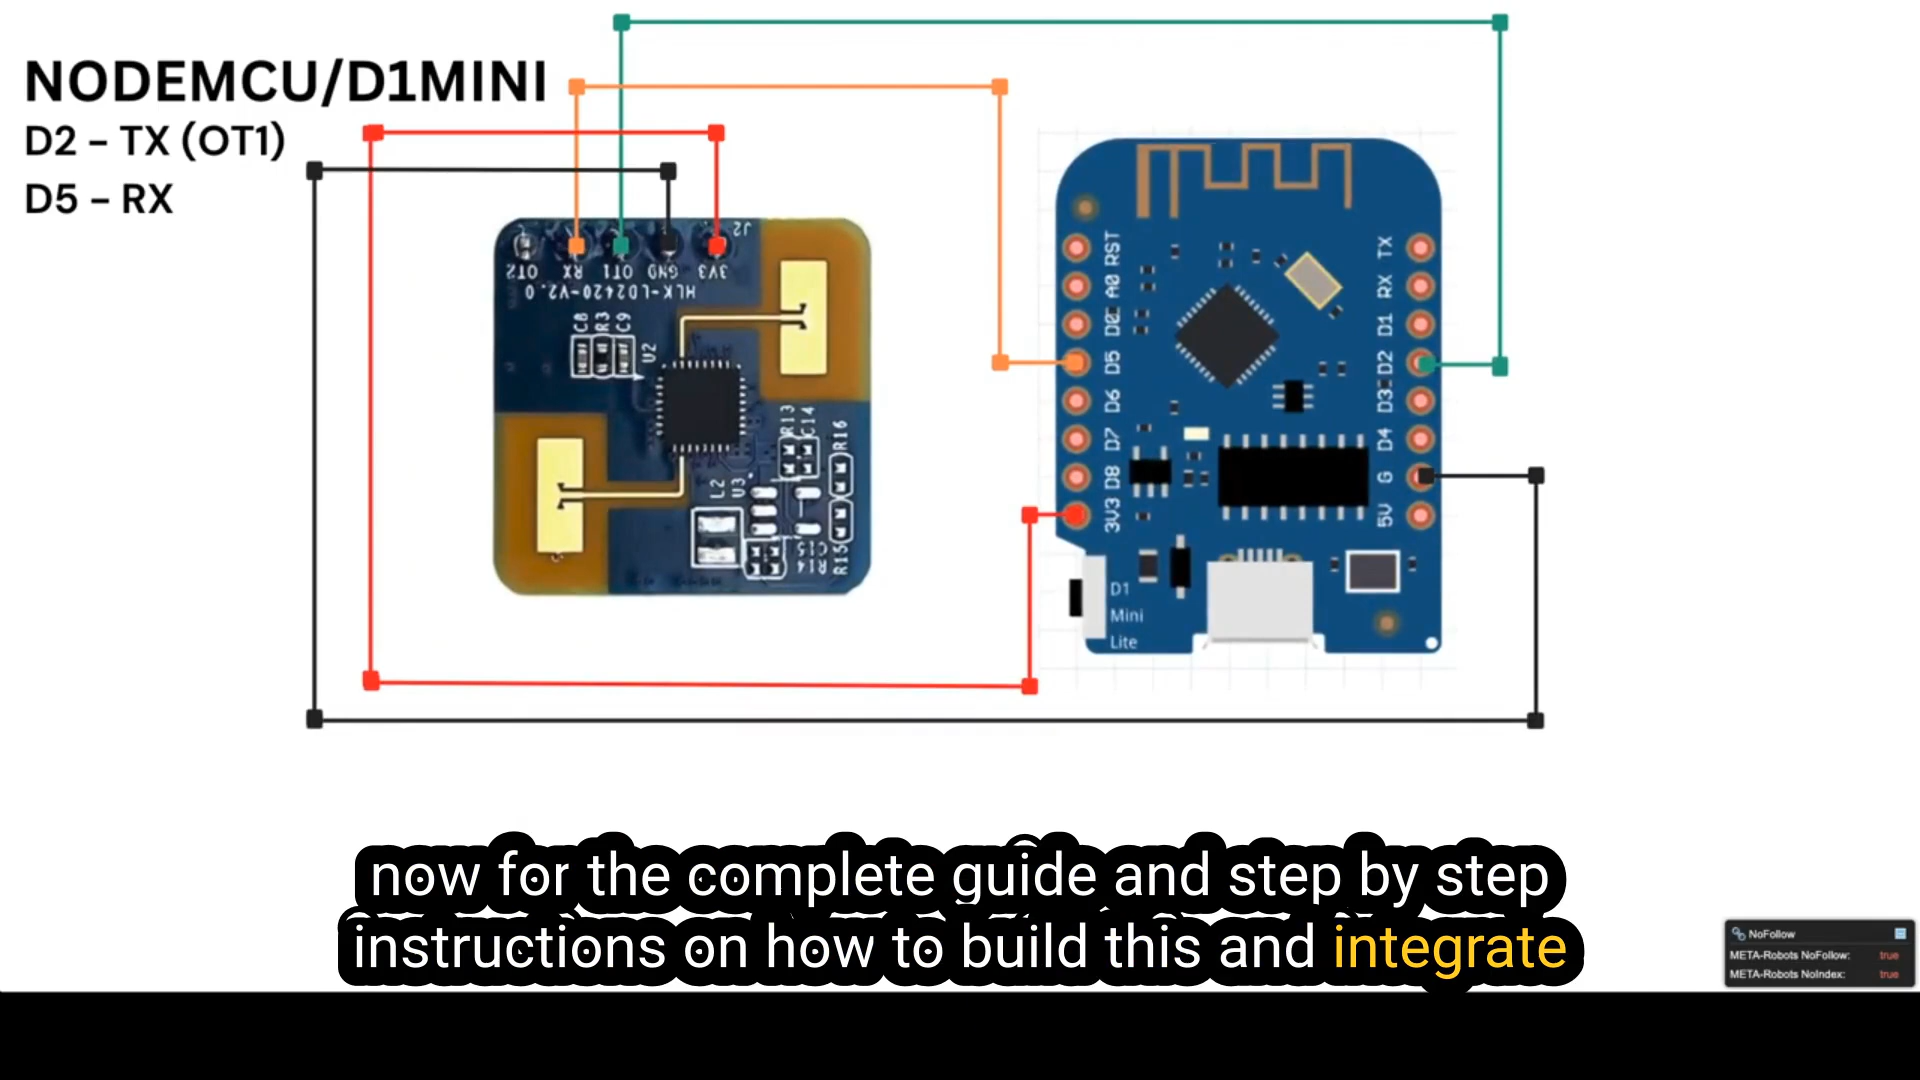 NODEMCU/D1MINI
D2 - TX (OT1)
D5 - RX
J2
OT2 RX OT1 GND 3V3
HLK-LD2420-V2.0
C8 R3 C9
U2
R13 C14
R16
L2 U3
C15
R14
R15
RST
A0
D0
D5
D6
D7
D8
3V3
TX
RX
D1
D2
D3
D4
G
5V
D1
Mini
Lite
now for the complete guide and step by step
instructions on how to build this and integrate
NoFollow
META-Robots NoFollow: true
META-Robots NoIndex: true